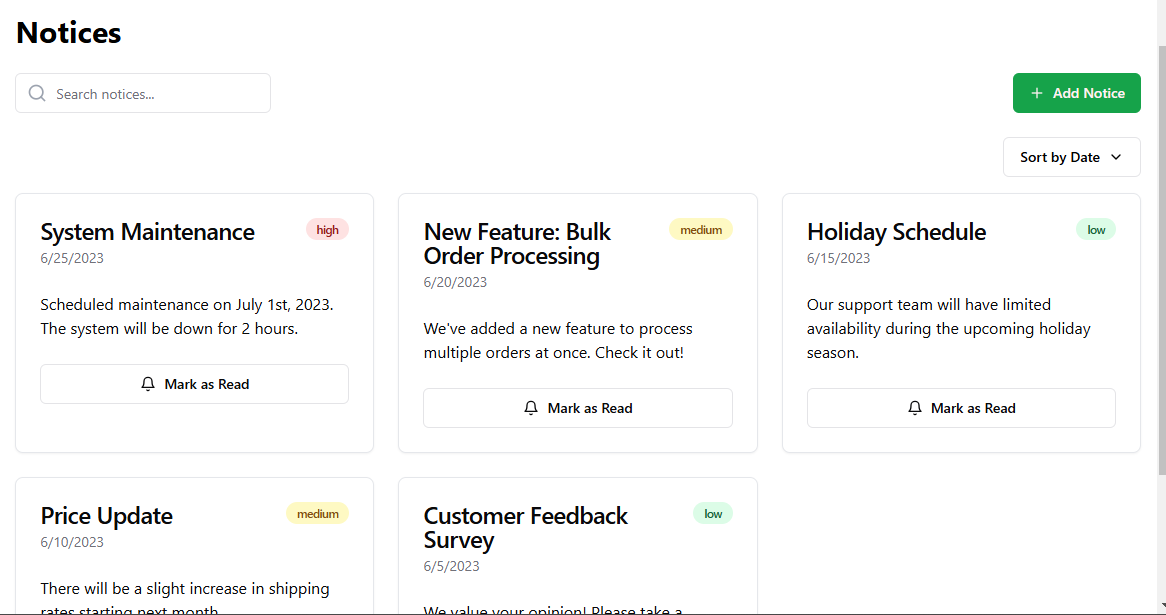 Notices
Search notices...
Add Notice
Sort by Date
System Maintenance
high
6/25/2023
Scheduled maintenance on July 1st, 2023.
The system will be down for 2 hours.
Mark as Read
New Feature: Bulk
Order Processing
medium
6/20/2023
We've added a new feature to process
multiple orders at once. Check it out!
Mark as Read
Holiday Schedule
low
6/15/2023
Our support team will have limited
availability during the upcoming holiday
season.
Mark as Read
Price Update
medium
6/10/2023
There will be a slight increase in shipping
rates starting next month.
Customer Feedback
Survey
low
6/5/2023
We value your opinion! Please take a